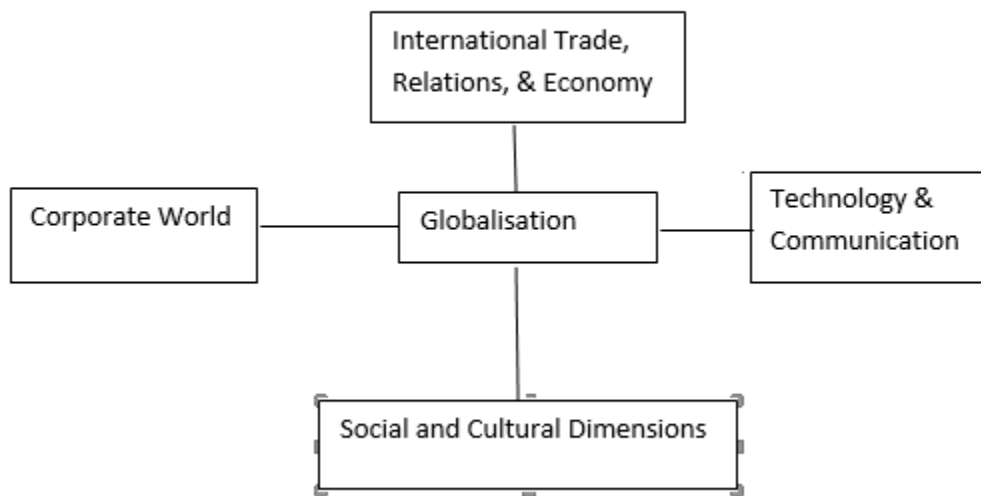 International Trade,
Relations, & Economy
Corporate World
Globalisation
Technology &
Communication
Social and Cultural Dimensions